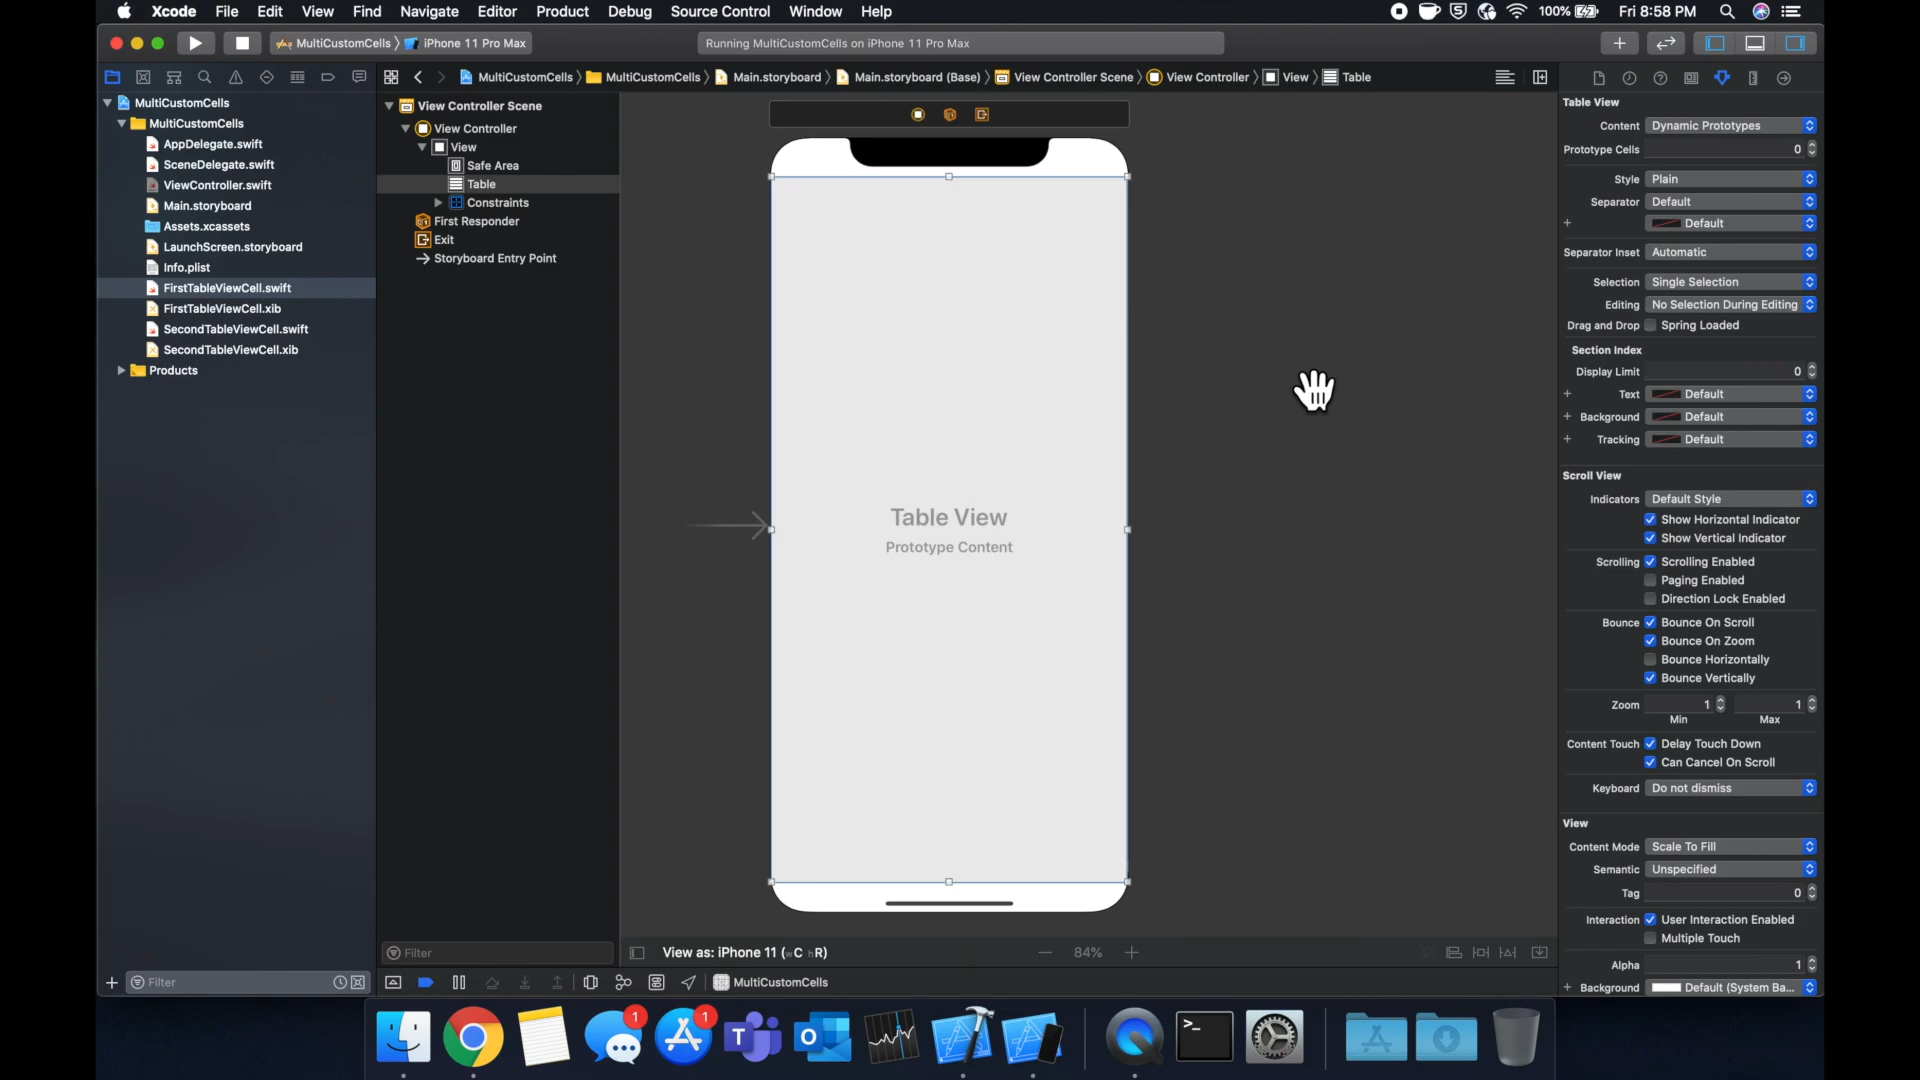 Xcode File Edit View Find Navigate Editor Product Debug Source Control Window Help
100% Fri 8:58 PM
MultiCustomCells iPhone 11 Pro Max
Running MultiCustomCells on iPhone 11 Pro Max
MultiCustomCells MultiCustomCells Main.storyboard Main.storyboard (Base) View Controller Scene View Controller View Table
MultiCustomCells
MultiCustomCells
AppDelegate.swift
SceneDelegate.swift
ViewController.swift
Main.storyboard
Assets.xcassets
LaunchScreen.storyboard
Info.plist
FirstTableViewCell.swift
FirstTableViewCell.xib
SecondTableViewCell.swift
SecondTableViewCell.xib
Products
Filter
View Controller Scene
View Controller
View
Safe Area
Table
Constraints
First Responder
Exit
Storyboard Entry Point
Filter
Table View
Prototype Content
View as: iPhone 11 (wC hR)
84%
MultiCustomCells
Table View
Content Dynamic Prototypes
Prototype Cells 0
Style Plain
Separator Default
Default
Separator Inset Automatic
Selection Single Selection
Editing No Selection During Editing
Drag and Drop Spring Loaded
Section Index
Display Limit 0
Text Default
Background Default
Tracking Default
Scroll View
Indicators Default Style
Show Horizontal Indicator
Show Vertical Indicator
Scrolling Scrolling Enabled
Paging Enabled
Direction Lock Enabled
Bounce Bounce On Scroll
Bounce On Zoom
Bounce Horizontally
Bounce Vertically
Zoom 1 1
Min Max
Content Touch Delay Touch Down
Can Cancel On Scroll
Keyboard Do not dismiss
View
Content Mode Scale To Fill
Semantic Unspecified
Tag 0
Interaction User Interaction Enabled
Multiple Touch
Alpha 1
Background Default (System Ba...
1
1
T
O
>_